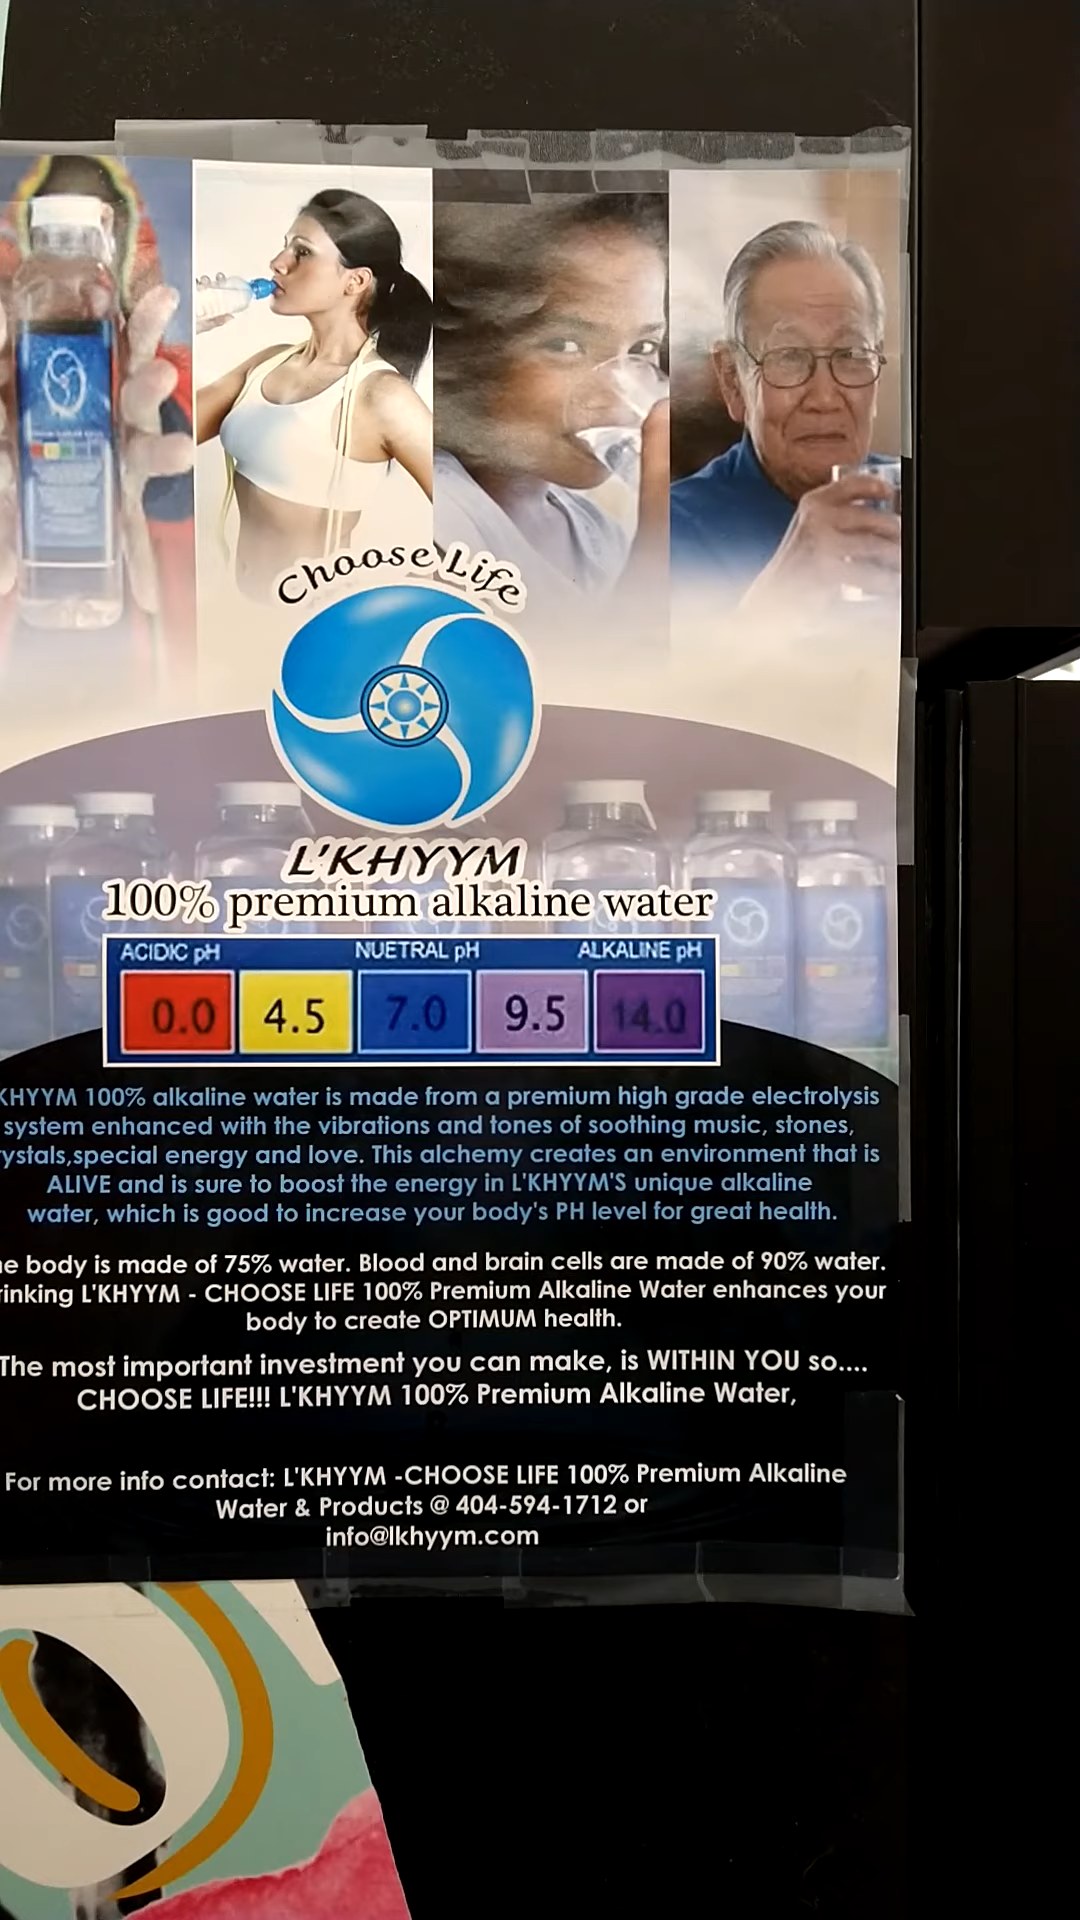 Choose Life
L'KHYYM
100% premium alkaline water
ACIDIC pH NUETRAL pH ALKALINE pH
0.0 4.5 7.0 9.5 14.0
KHYYM 100% alkaline water is made from a premium high grade electrolysis
system enhanced with the vibrations and tones of soothing music, stones,
rystals,special energy and love. This alchemy creates an environment that is
ALIVE and is sure to boost the energy in L'KHYYM'S unique alkaline
water, which is good to increase your body's PH level for great health.
he body is made of 75% water. Blood and brain cells are made of 90% water.
rinking L'KHYYM - CHOOSE LIFE 100% Premium Alkaline Water enhances your
body to create OPTIMUM health.
The most important investment you can make, is WITHIN YOU so....
CHOOSE LIFE!!! L'KHYYM 100% Premium Alkaline Water,
For more info contact: L'KHYYM -CHOOSE LIFE 100% Premium Alkaline
Water & Products @ 404-594-1712 or
info@lkhyym.com